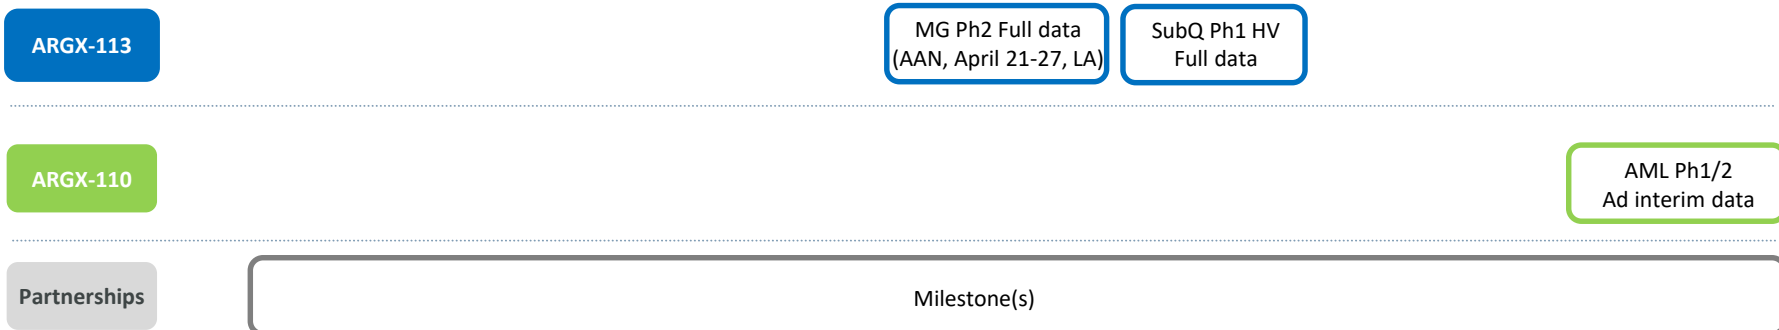 ARGX-113
MG Ph2 Full data
(AAN, April 21-27, LA)
SubQ Ph1 HV
Full data
ARGX-110
AML Ph1/2
Ad interim data
Partnerships
Milestone(s)